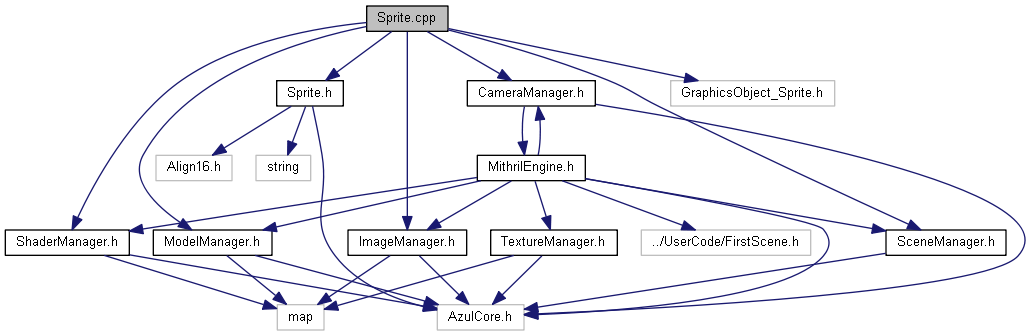 Sprite.cpp
Sprite.h
CameraManager.h
GraphicsObject_Sprite.h
Align16.h
string
MithrilEngine.h
ShaderManager.h
ModelManager.h
ImageManager.h
TextureManager.h
../UserCode/FirstScene.h
SceneManager.h
map
AzulCore.h